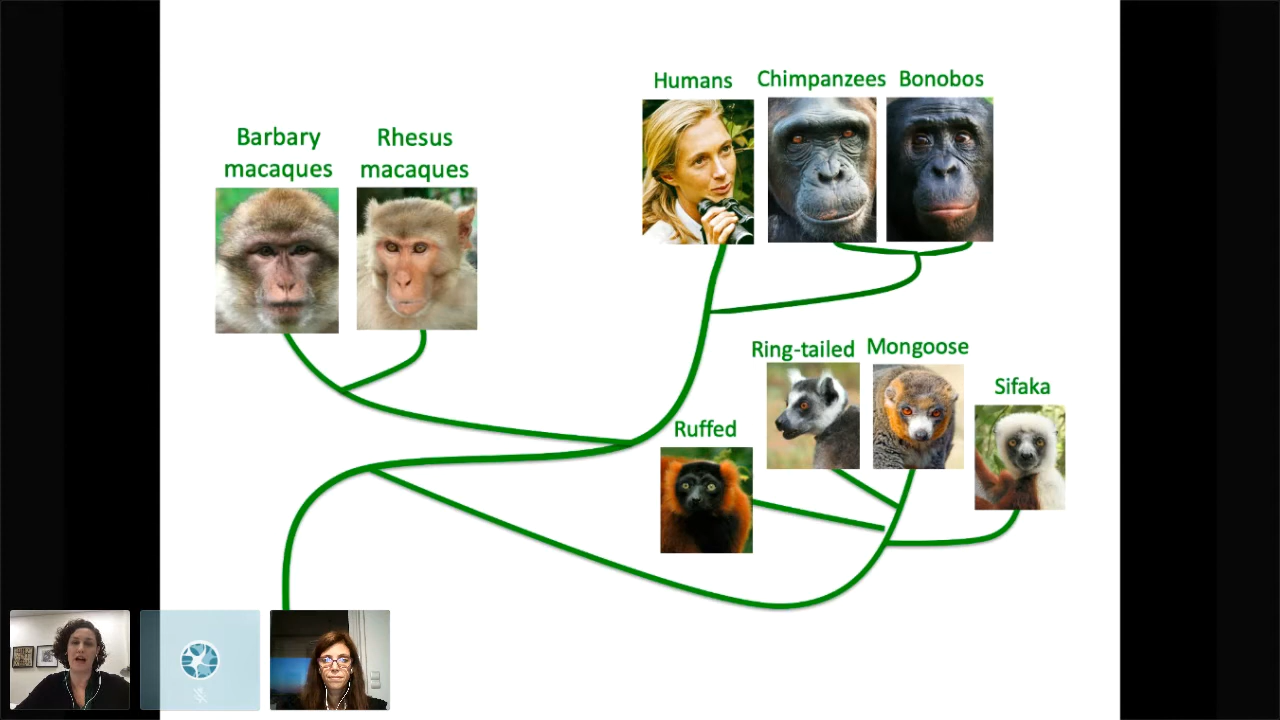 Humans
Chimpanzees
Bonobos
Barbary
macaques
Rhesus
macaques
Ring-tailed
Mongoose
Sifaka
Ruffed